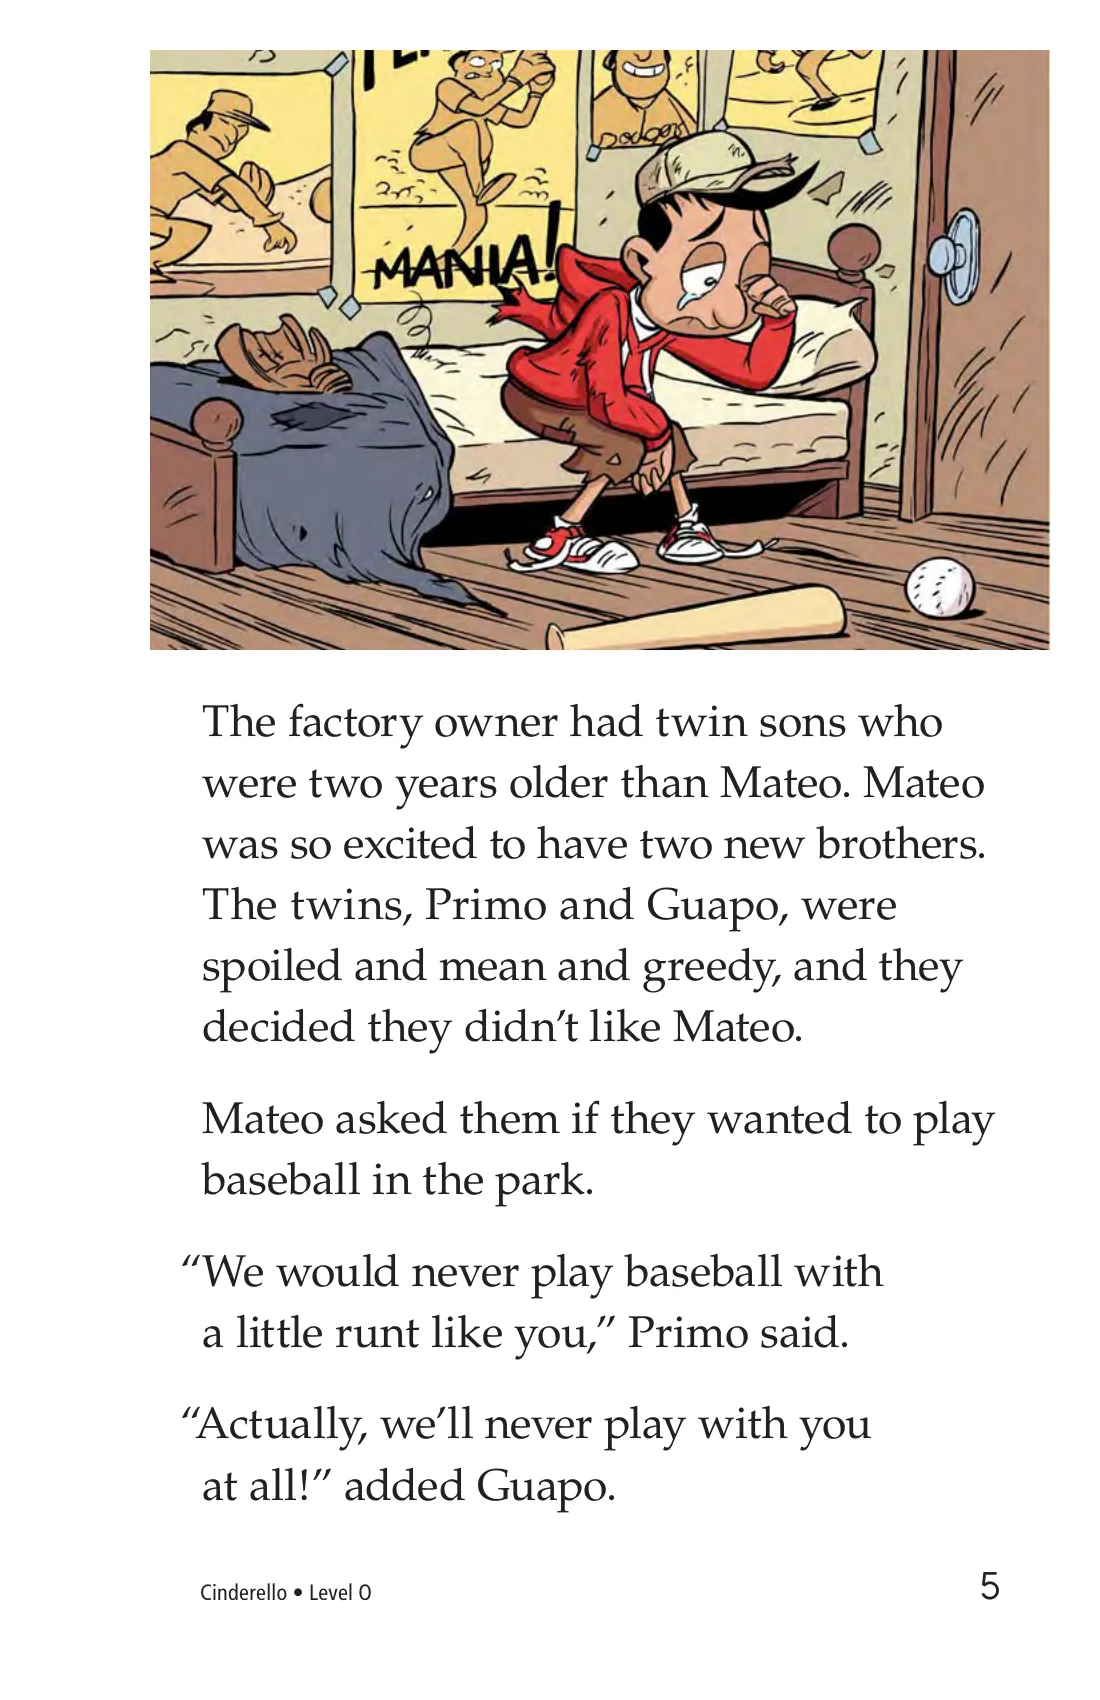 MANIA!
Dodgers
The factory owner had twin sons who
were two years older than Mateo. Mateo
was so excited to have two new brothers.
The twins, Primo and Guapo, were
spoiled and mean and greedy, and they
decided they didn’t like Mateo.
Mateo asked them if they wanted to play
baseball in the park.
“We would never play baseball with
a little runt like you,” Primo said.
“Actually, we’ll never play with you
at all!” added Guapo.
Cinderello • Level O
5